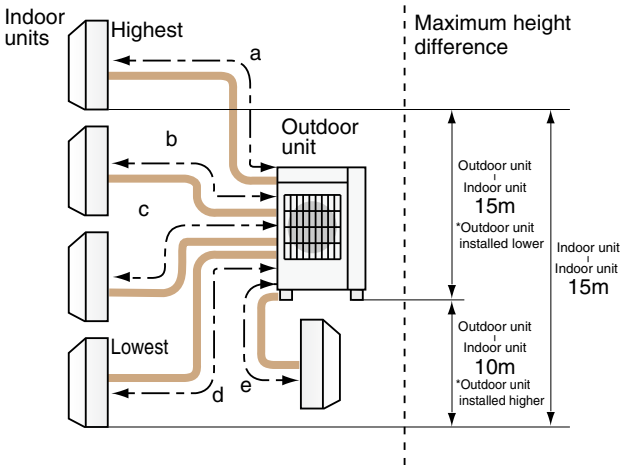 Indoor
units
Highest
a
b
c
Outdoor
unit
Lowest
d
e
Maximum height
difference
Outdoor unit
Indoor unit
15m
*Outdoor unit
installed lower
Outdoor unit
Indoor unit
10m
*Outdoor unit
installed higher
Indoor unit
Indoor unit
15m